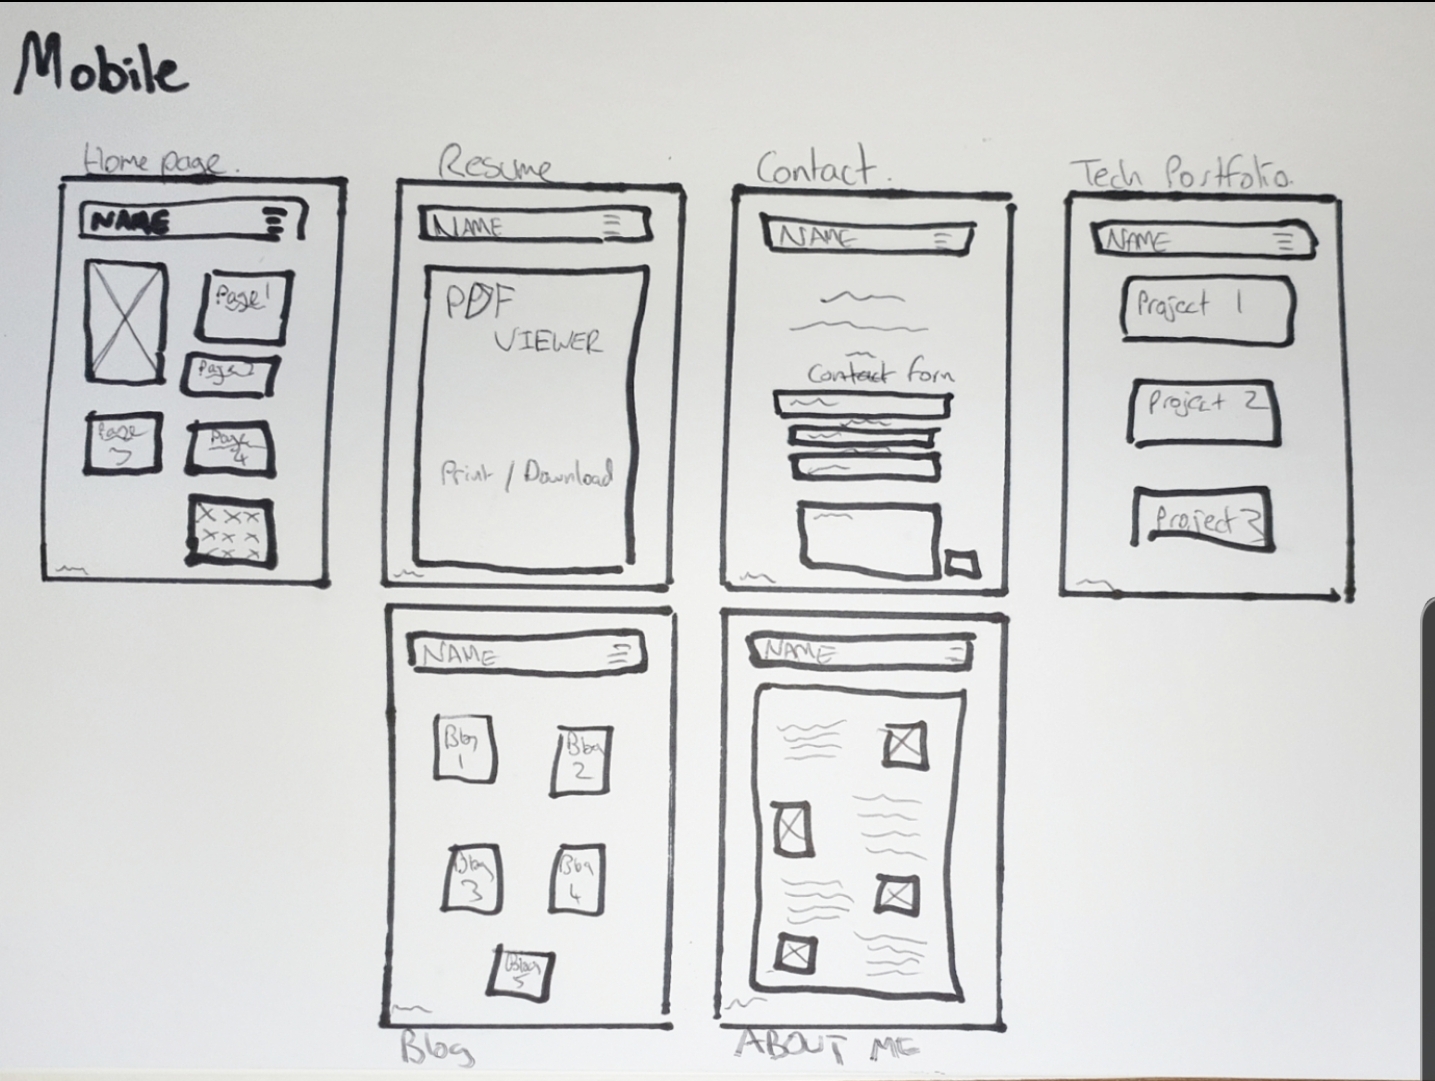 Mobile
Home page.
NAME
Page 1
Page 2
Page
3
Page
4
x x x
x x x
x x x
Resume
NAME
PDF
VIEWER
Print / Download
Contact.
NAME
Contact form
Tech Portfolio.
NAME
Project 1
Project 2
Project 3
NAME
Blog
1
Blog
2
Blog
3
Blog
4
Blog
5
Blog
NAME
ABOUT ME